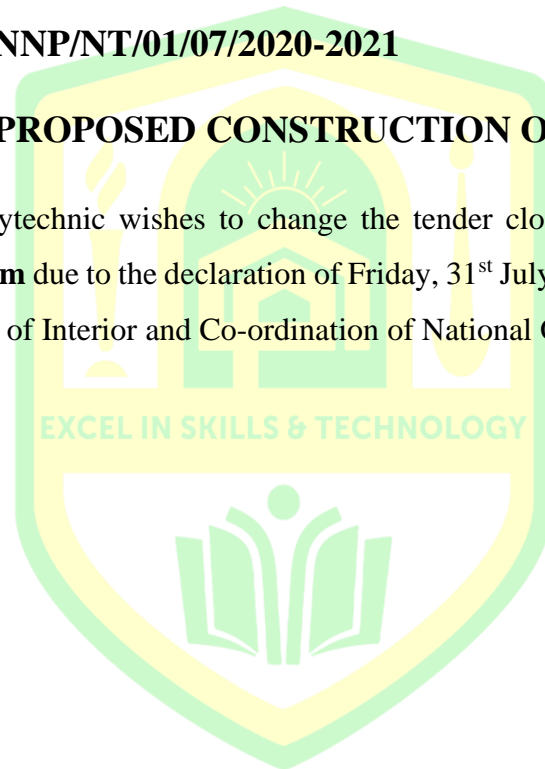 NNP/NT/01/07/2020-2021
PROPOSED CONSTRUCTION O
ytechnic wishes to change the tender clo
m due to the declaration of Friday, 31st July
of Interior and Co-ordination of National
EXCEL IN SKILLS & TECHNOLOGY